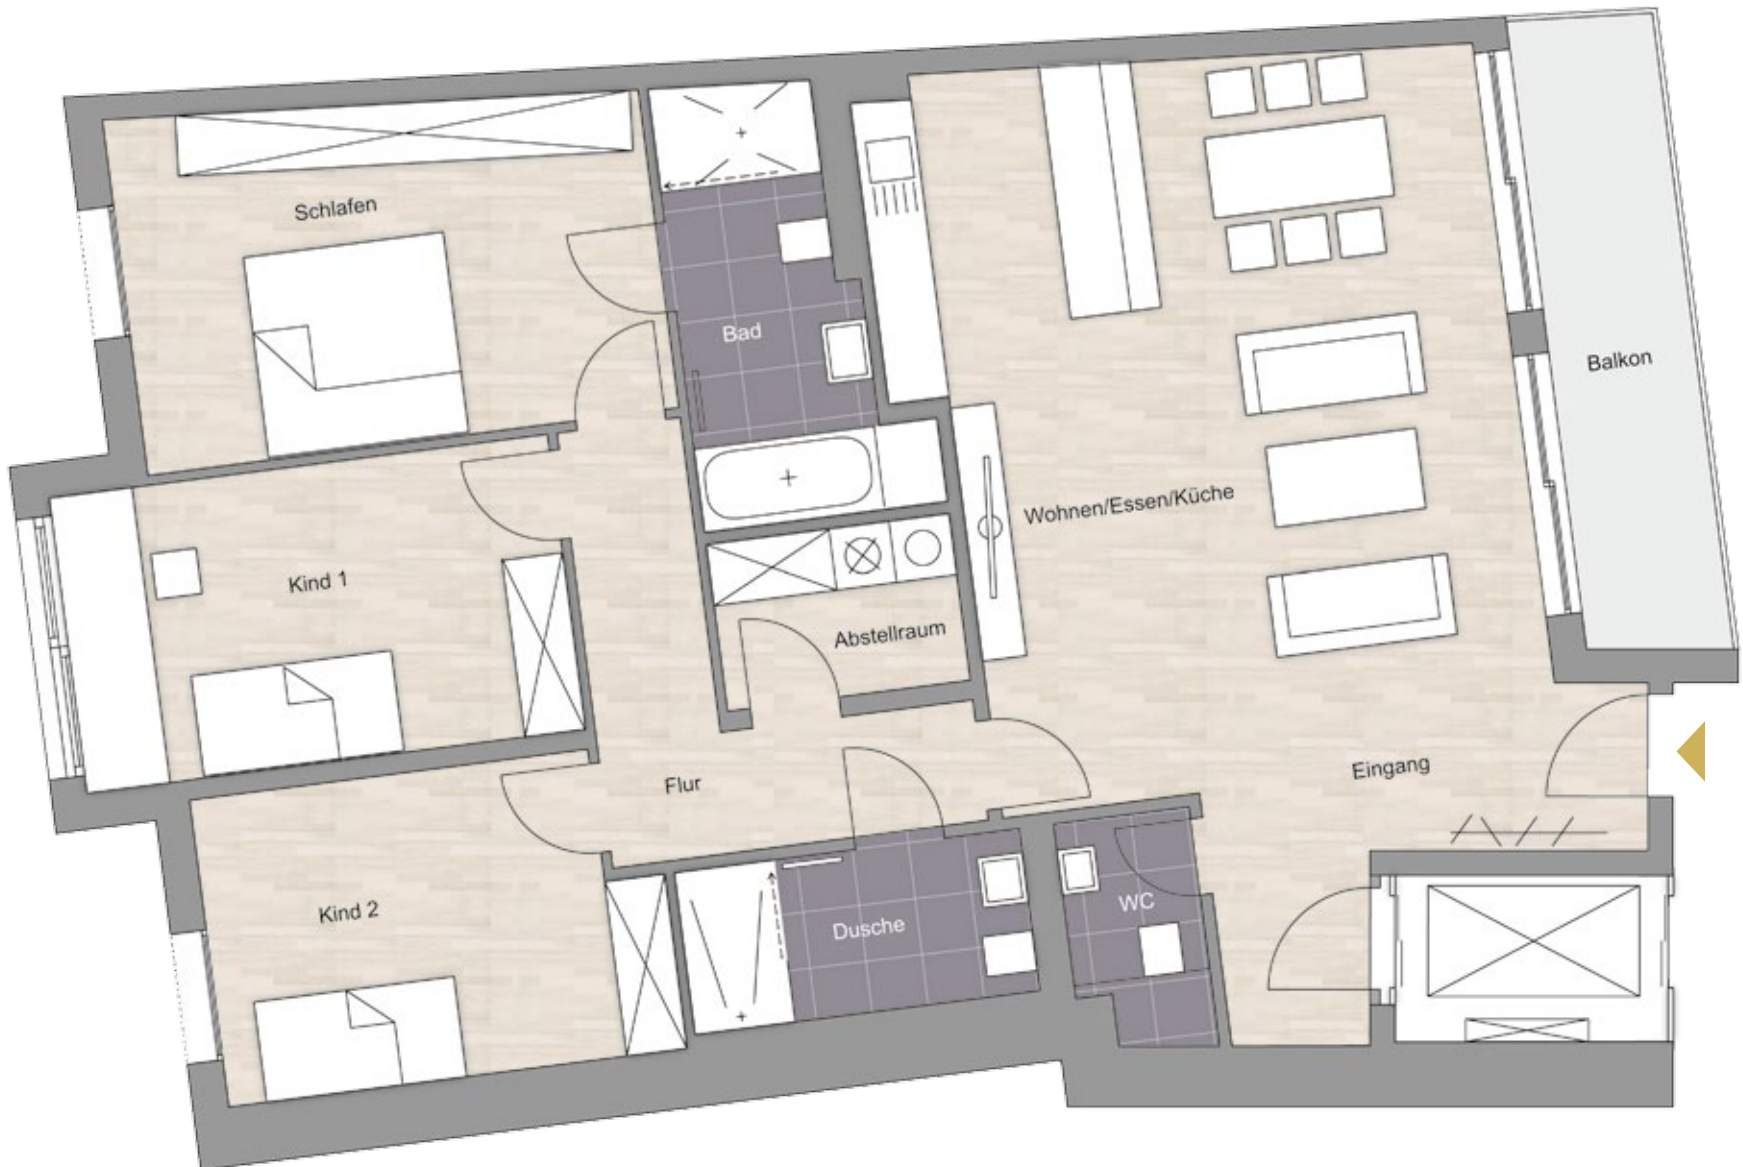 Schlafen
Bad
Balkon
Wohnen/Essen/Küche
Kind 1
Abstellraum
Flur
Eingang
Kind 2
WC
Dusche